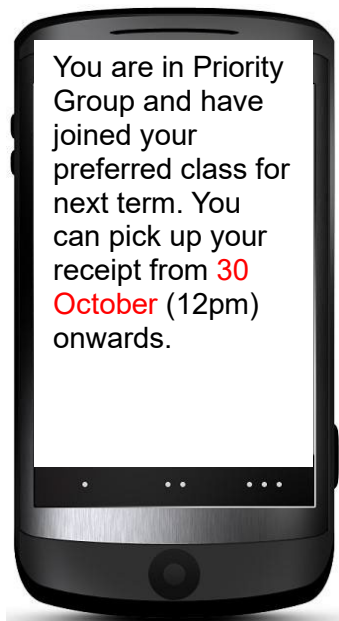 You are in Priority
Group and have
joined your
preferred class for
next term. You
can pick up your
receipt from 30
October (12pm)
onwards.